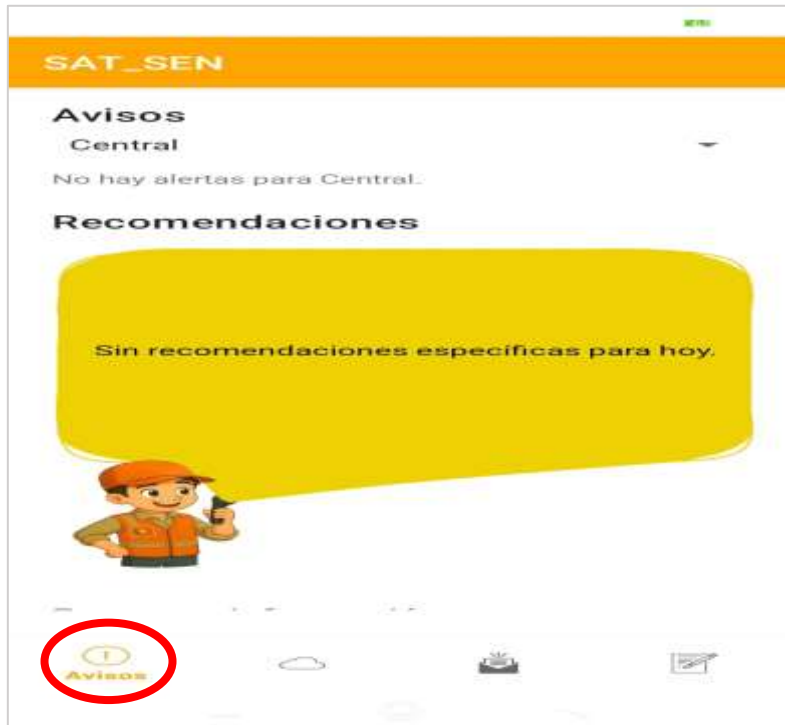 SAT_SEN
Avisos
Central
No hay alertas para Central.
Recomendaciones
Sin recomendaciones específicas para hoy.
Avisos